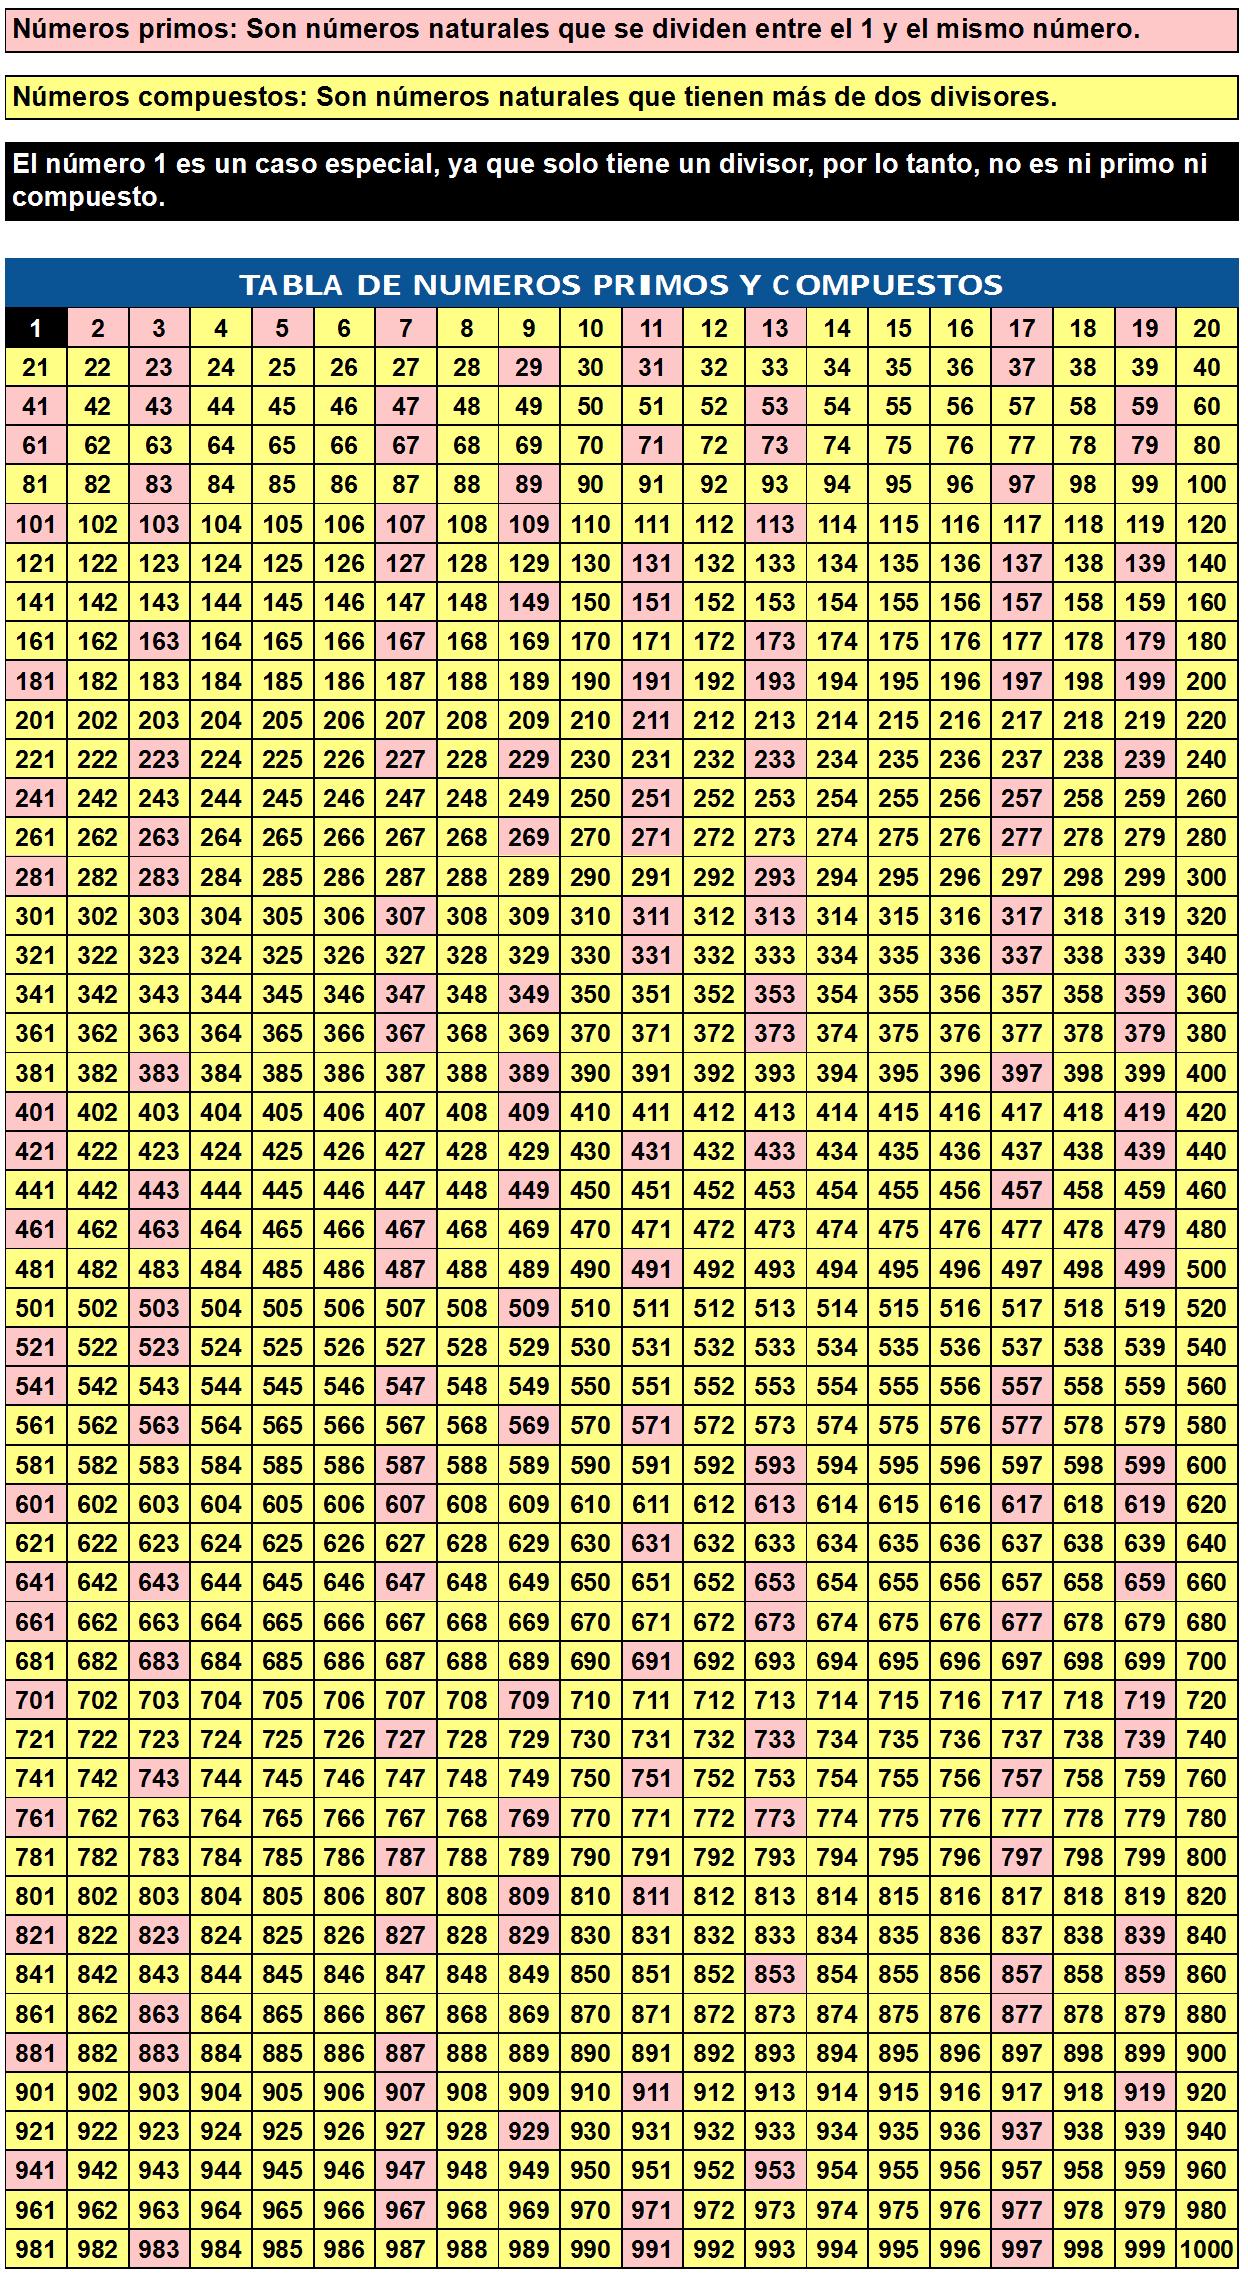 Números primos: Son números naturales que se dividen entre el 1 y el mismo número.
Números compuestos: Son números naturales que tienen más de dos divisores.
El número 1 es un caso especial, ya que solo tiene un divisor, por lo tanto, no es ni primo ni
compuesto.
TABLA DE NUMEROS PRIMOS Y COMPUESTOS
1 2 3 4 5 6 7 8 9 10 11 12 13 14 15 16 17 18 19 20
21 22 23 24 25 26 27 28 29 30 31 32 33 34 35 36 37 38 39 40
41 42 43 44 45 46 47 48 49 50 51 52 53 54 55 56 57 58 59 60
61 62 63 64 65 66 67 68 69 70 71 72 73 74 75 76 77 78 79 80
81 82 83 84 85 86 87 88 89 90 91 92 93 94 95 96 97 98 99 100
101 102 103 104 105 106 107 108 109 110 111 112 113 114 115 116 117 118 119 120
121 122 123 124 125 126 127 128 129 130 131 132 133 134 135 136 137 138 139 140
141 142 143 144 145 146 147 148 149 150 151 152 153 154 155 156 157 158 159 160
161 162 163 164 165 166 167 168 169 170 171 172 173 174 175 176 177 178 179 180
181 182 183 184 185 186 187 188 189 190 191 192 193 194 195 196 197 198 199 200
201 202 203 204 205 206 207 208 209 210 211 212 213 214 215 216 217 218 219 220
221 222 223 224 225 226 227 228 229 230 231 232 233 234 235 236 237 238 239 240
241 242 243 244 245 246 247 248 249 250 251 252 253 254 255 256 257 258 259 260
261 262 263 264 265 266 267 268 269 270 271 272 273 274 275 276 277 278 279 280
281 282 283 284 285 286 287 288 289 290 291 292 293 294 295 296 297 298 299 300
301 302 303 304 305 306 307 308 309 310 311 312 313 314 315 316 317 318 319 320
321 322 323 324 325 326 327 328 329 330 331 332 333 334 335 336 337 338 339 340
341 342 343 344 345 346 347 348 349 350 351 352 353 354 355 356 357 358 359 360
361 362 363 364 365 366 367 368 369 370 371 372 373 374 375 376 377 378 379 380
381 382 383 384 385 386 387 388 389 390 391 392 393 394 395 396 397 398 399 400
401 402 403 404 405 406 407 408 409 410 411 412 413 414 415 416 417 418 419 420
421 422 423 424 425 426 427 428 429 430 431 432 433 434 435 436 437 438 439 440
441 442 443 444 445 446 447 448 449 450 451 452 453 454 455 456 457 458 459 460
461 462 463 464 465 466 467 468 469 470 471 472 473 474 475 476 477 478 479 480
481 482 483 484 485 486 487 488 489 490 491 492 493 494 495 496 497 498 499 500
501 502 503 504 505 506 507 508 509 510 511 512 513 514 515 516 517 518 519 520
521 522 523 524 525 526 527 528 529 530 531 532 533 534 535 536 537 538 539 540
541 542 543 544 545 546 547 548 549 550 551 552 553 554 555 556 557 558 559 560
561 562 563 564 565 566 567 568 569 570 571 572 573 574 575 576 577 578 579 580
581 582 583 584 585 586 587 588 589 590 591 592 593 594 595 596 597 598 599 600
601 602 603 604 605 606 607 608 609 610 611 612 613 614 615 616 617 618 619 620
621 622 623 624 625 626 627 628 629 630 631 632 633 634 635 636 637 638 639 640
641 642 643 644 645 646 647 648 649 650 651 652 653 654 655 656 657 658 659 660
661 662 663 664 665 666 667 668 669 670 671 672 673 674 675 676 677 678 679 680
681 682 683 684 685 686 687 688 689 690 691 692 693 694 695 696 697 698 699 700
701 702 703 704 705 706 707 708 709 710 711 712 713 714 715 716 717 718 719 720
721 722 723 724 725 726 727 728 729 730 731 732 733 734 735 736 737 738 739 740
741 742 743 744 745 746 747 748 749 750 751 752 753 754 755 756 757 758 759 760
761 762 763 764 765 766 767 768 769 770 771 772 773 774 775 776 777 778 779 780
781 782 783 784 785 786 787 788 789 790 791 792 793 794 795 796 797 798 799 800
801 802 803 804 805 806 807 808 809 810 811 812 813 814 815 816 817 818 819 820
821 822 823 824 825 826 827 828 829 830 831 832 833 834 835 836 837 838 839 840
841 842 843 844 845 846 847 848 849 850 851 852 853 854 855 856 857 858 859 860
861 862 863 864 865 866 867 868 869 870 871 872 873 874 875 876 877 878 879 880
881 882 883 884 885 886 887 888 889 890 891 892 893 894 895 896 897 898 899 900
901 902 903 904 905 906 907 908 909 910 911 912 913 914 915 916 917 918 919 920
921 922 923 924 925 926 927 928 929 930 931 932 933 934 935 936 937 938 939 940
941 942 943 944 945 946 947 948 949 950 951 952 953 954 955 956 957 958 959 960
961 962 963 964 965 966 967 968 969 970 971 972 973 974 975 976 977 978 979 980
981 982 983 984 985 986 987 988 989 990 991 992 993 994 995 996 997 998 999 1000